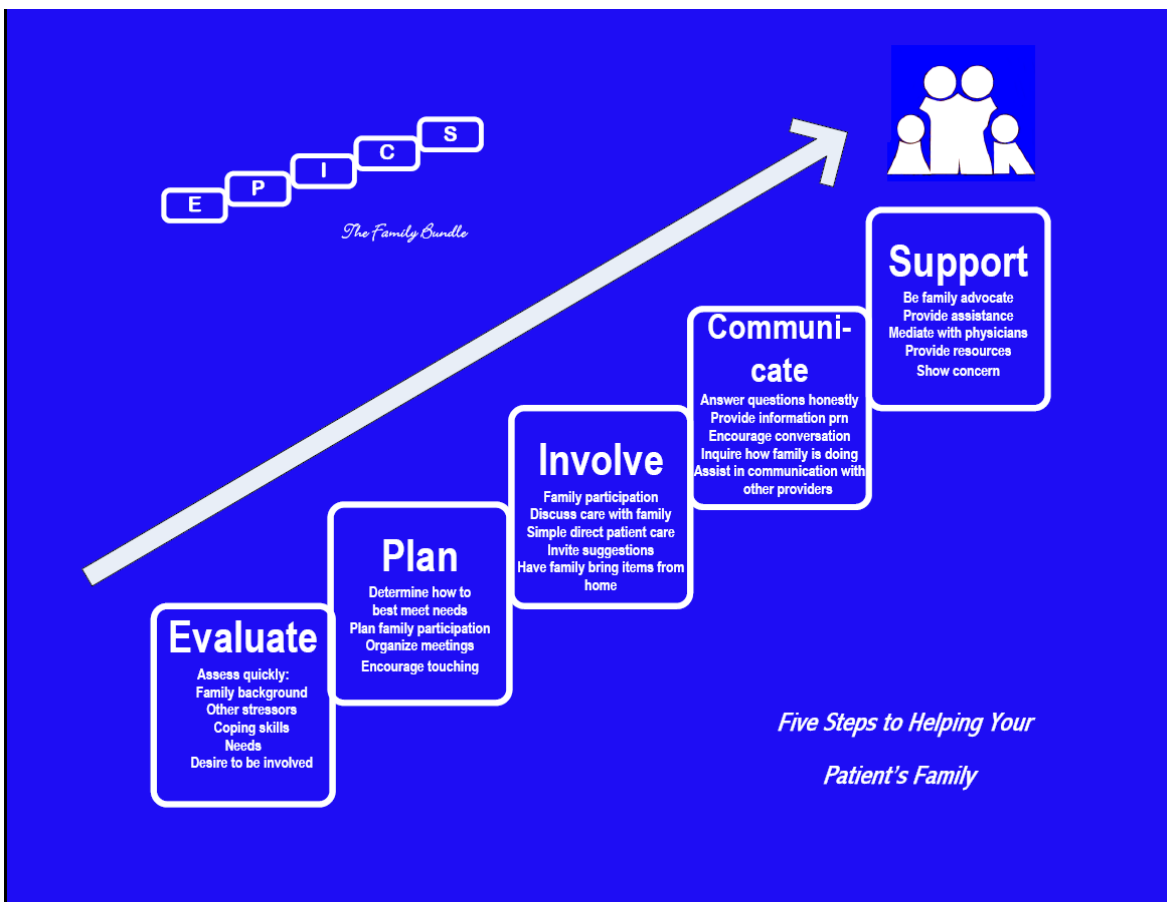 E P I C S
The Family Bundle
Evaluate
Assess quickly:
Family background
Other stressors
Coping skills
Needs
Desire to be involved
Plan
Determine how to
best meet needs
Plan family participation
Organize meetings
Encourage touching
Involve
Family participation
Discuss care with family
Simple direct patient care
Invite suggestions
Have family bring items from
home
Communi-
cate
Answer questions honestly
Provide information prn
Encourage conversation
Inquire how family is doing
Assist in communication with
other providers
Support
Be family advocate
Provide assistance
Mediate with physicians
Provide resources
Show concern
Five Steps to Helping Your
Patient's Family